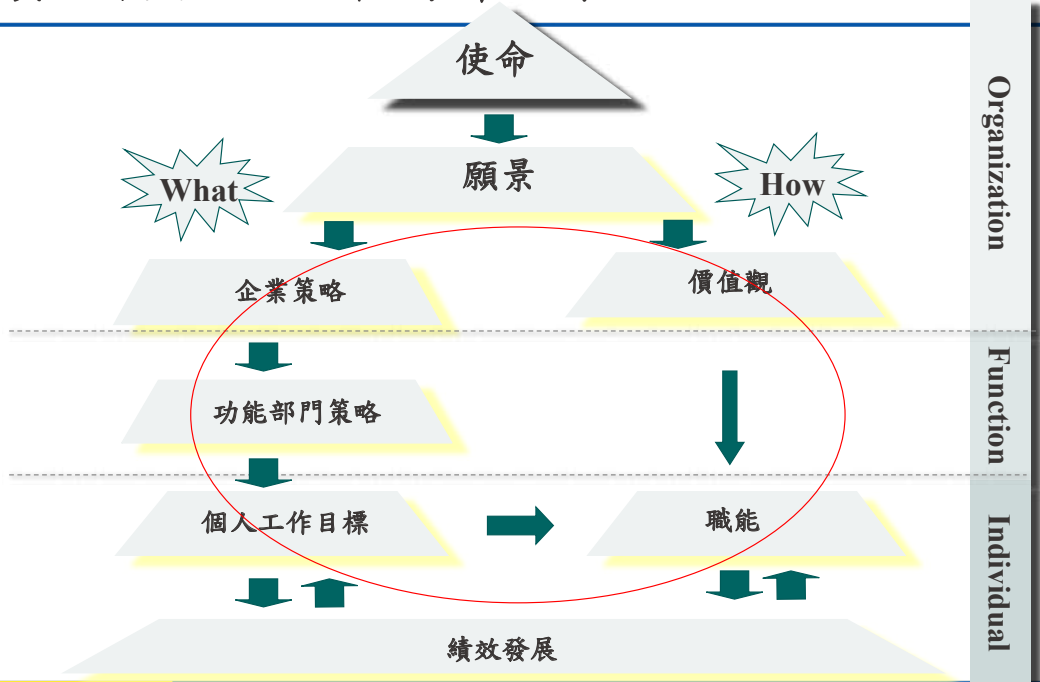 使命
Organization
願景
What
How
企業策略
價值觀
Function
功能部門策略
個人工作目標
職能
Individual
績效發展